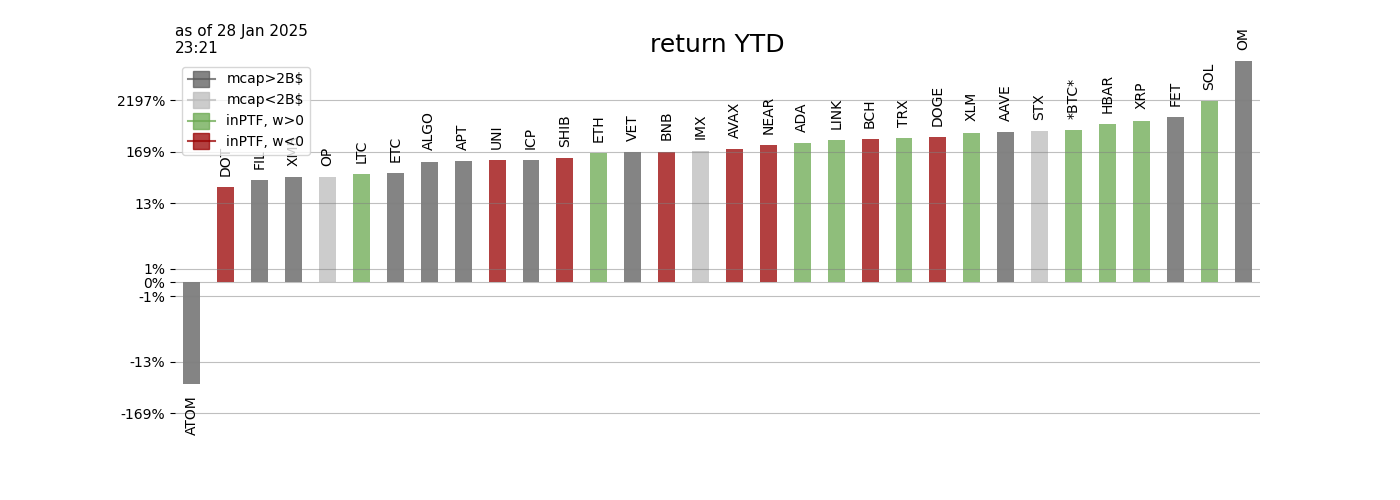 as of 28 Jan 2025
23:21
return YTD
mcap>2B$
mcap<2B$
inPTF, w>0
inPTF, w<0
2197%
169%
13%
1%
0%
-1%
-13%
-169%
ATOM
DOT
FIL
XMR
OP
LTC
ETC
ALGO
APT
UNI
ICP
SHIB
ETH
VET
BNB
IMX
AVAX
NEAR
ADA
LINK
BCH
TRX
DOGE
XLM
AAVE
STX
*BTC*
HBAR
XRP
FET
SOL
OM